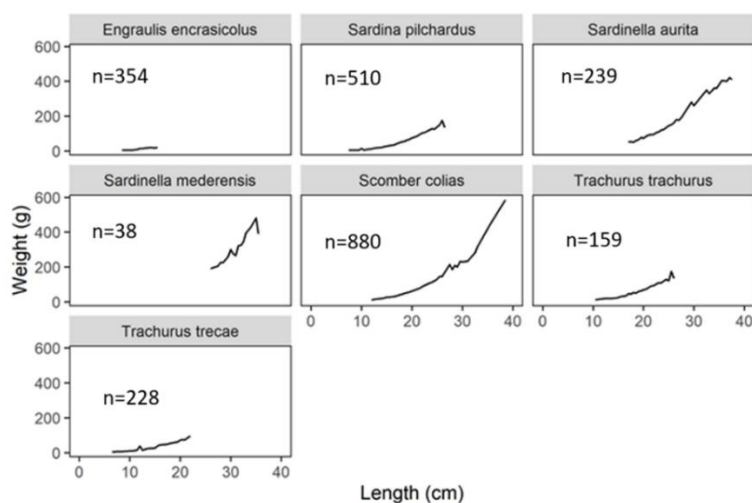 Engraulis encrasicolus
Sardina pilchardus
Sardinella aurita
600
400
200
0
n=354
n=510
n=239
Sardinella mederensis
Scomber colias
Trachurus trachurus
600
400
200
0
n=38
n=880
n=159
0 10 20 30 40
0 10 20 30 40
Trachurus trecae
600
400
200
0
n=228
0 10 20 30 40
Weight (g)
Length (cm)